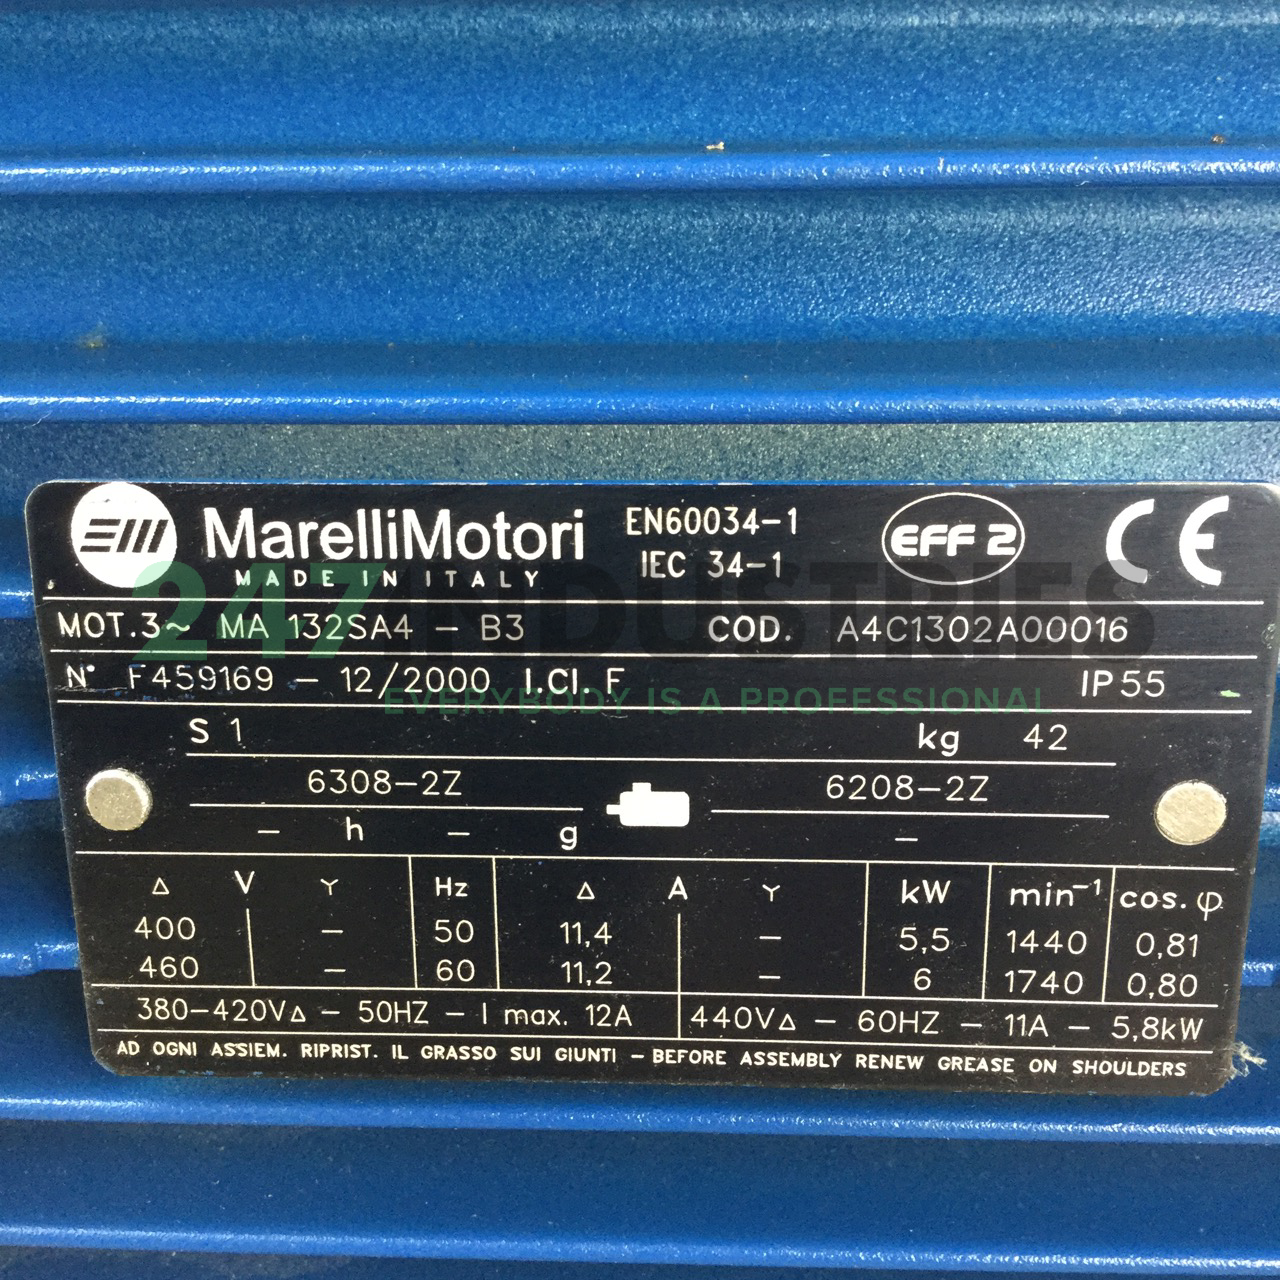 MarelliMotori
MADE IN ITALY
EN60034-1
IEC 34-1
EFF 2
CE
MOT.3~ MA 132SA4 - B3 COD. A4C1302A00016
N° F459169 - 12/2000 I.Cl. F IP 55
247 INDUSTRIES
EVERYBODY IS A PROFESSIONAL
S 1 kg 42
6308-2Z 6208-2Z
- h - g -
Δ V Y Hz Δ A Y kW min⁻¹ cos. φ
400 - 50 11,4 - 5,5 1440 0,81
460 - 60 11,2 - 6 1740 0,80
380-420VΔ - 50HZ - I max. 12A 440VΔ - 60HZ - 11A - 5,8kW
AD OGNI ASSIEM. RIPRIST. IL GRASSO SUI GIUNTI - BEFORE ASSEMBLY RENEW GREASE ON SHOULDERS